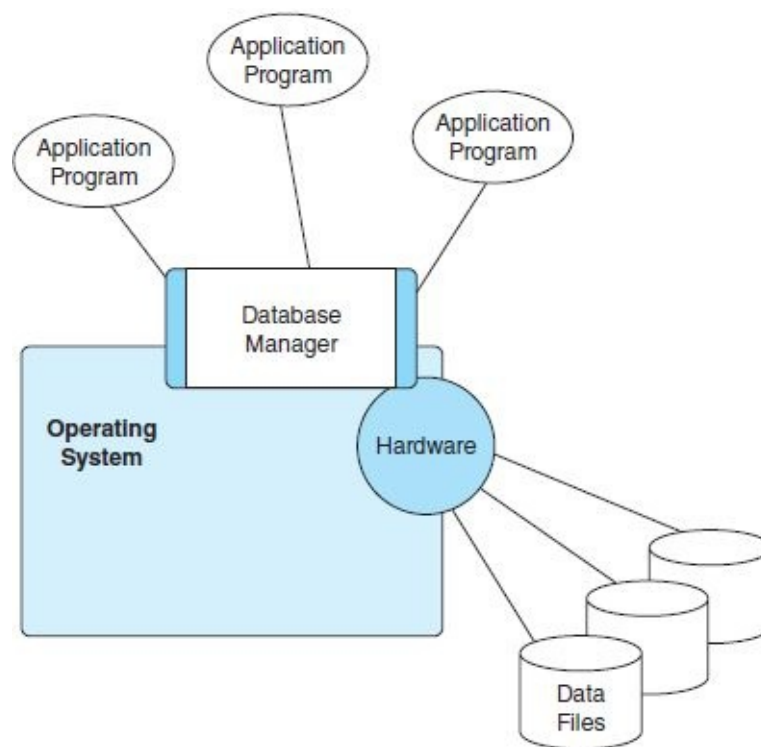 Application
Program
Application
Program
Application
Program
Database
Manager
Operating
System
Hardware
Data
Files